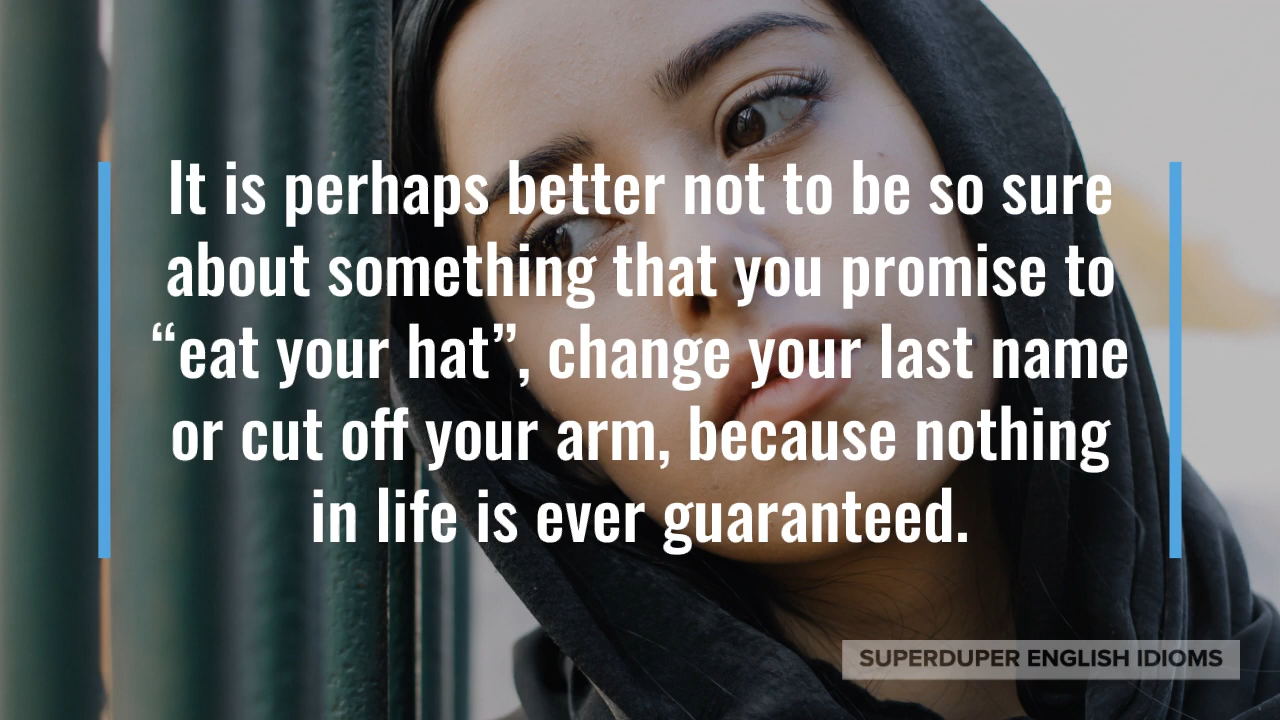 It is perhaps better not to be so sure
about something that you promise to
“eat your hat”, change your last name
or cut off your arm, because nothing
in life is ever guaranteed.
SUPERDUPER ENGLISH IDIOMS